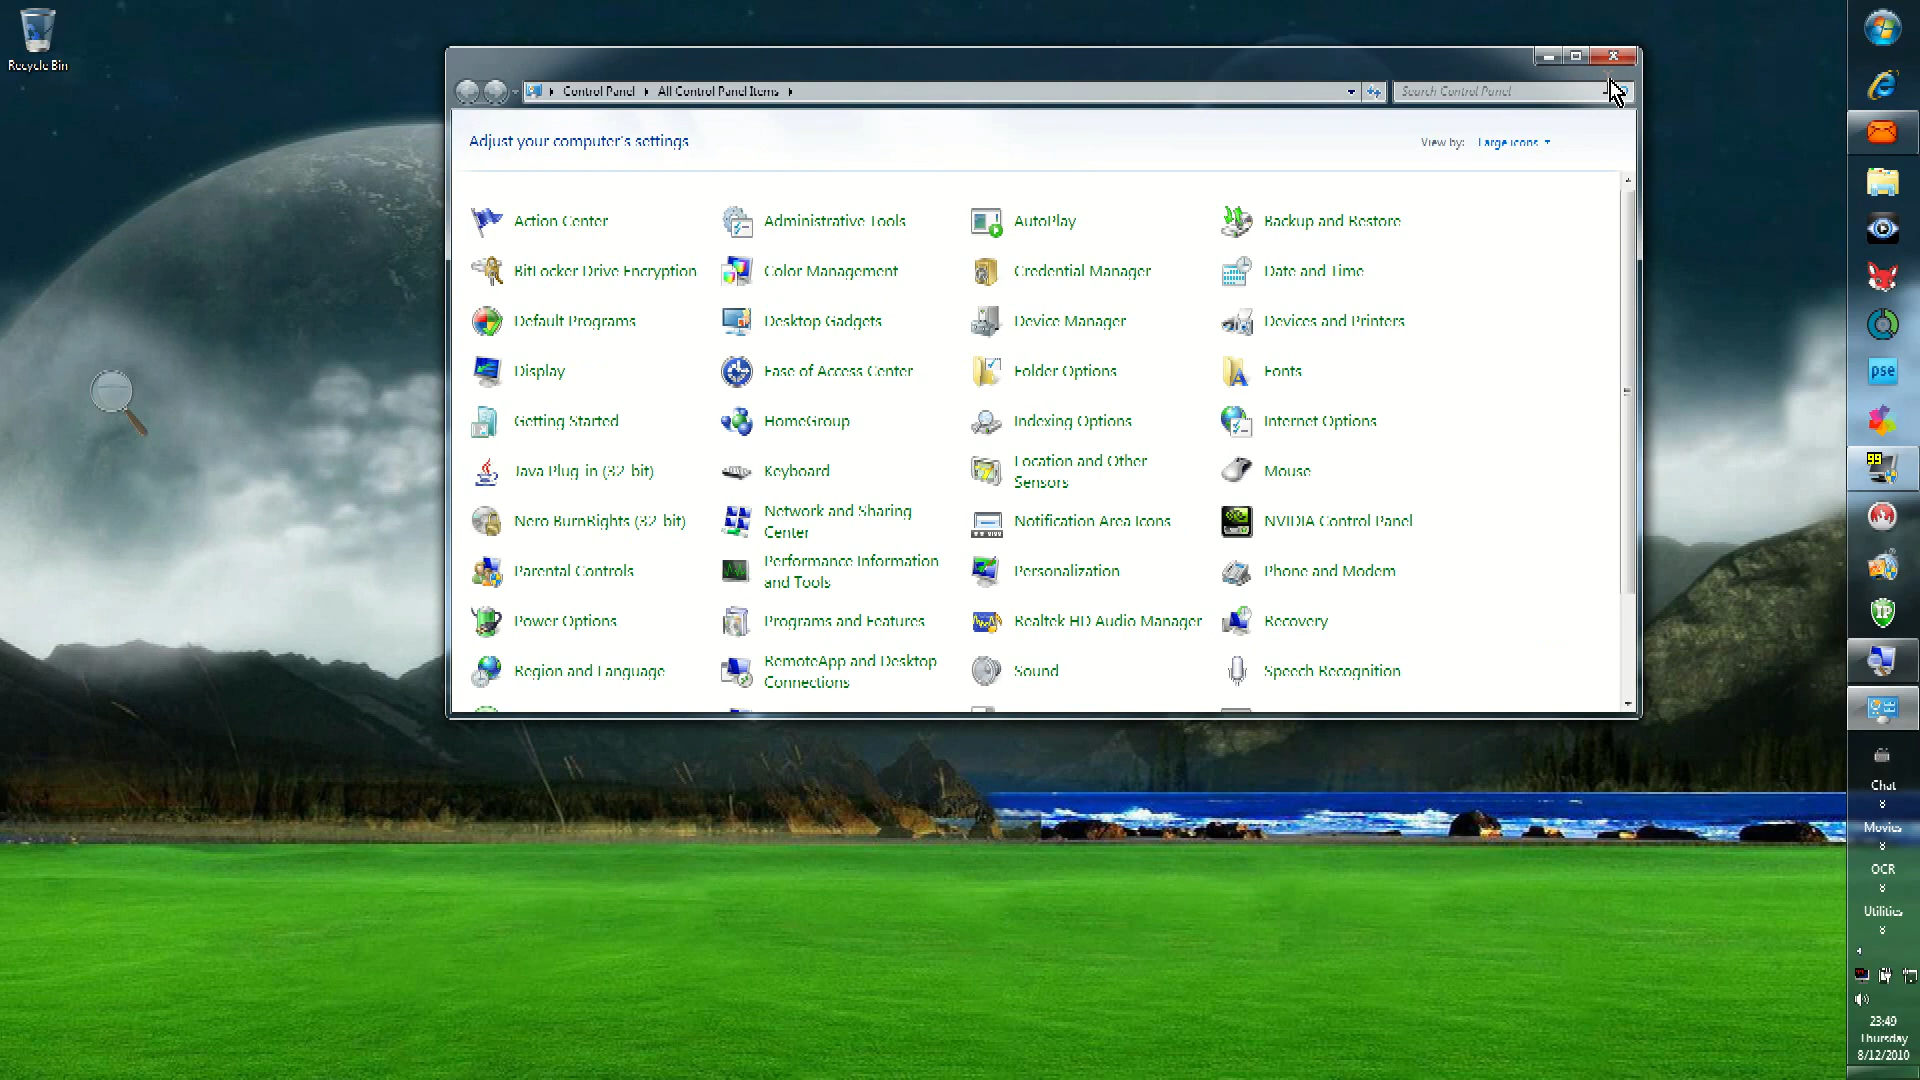 Recycle Bin
Control Panel
All Control Panel Items
Search Control Panel
Adjust your computer's settings
View by: Large icons
Action Center
Administrative Tools
AutoPlay
Backup and Restore
BitLocker Drive Encryption
Color Management
Credential Manager
Date and Time
Default Programs
Desktop Gadgets
Device Manager
Devices and Printers
Display
Ease of Access Center
Folder Options
Fonts
Getting Started
HomeGroup
Indexing Options
Internet Options
Java Plug-in (32-bit)
Keyboard
Location and Other
Sensors
Mouse
Nero BurnRights (32-bit)
Network and Sharing
Center
Notification Area Icons
NVIDIA Control Panel
Parental Controls
Performance Information
and Tools
Personalization
Phone and Modem
Power Options
Programs and Features
Realtek HD Audio Manager
Recovery
Region and Language
RemoteApp and Desktop
Connections
Sound
Speech Recognition
pse
99
IP
Chat
Movies
OCR
Utilities
23:49
Thursday
8/12/2010